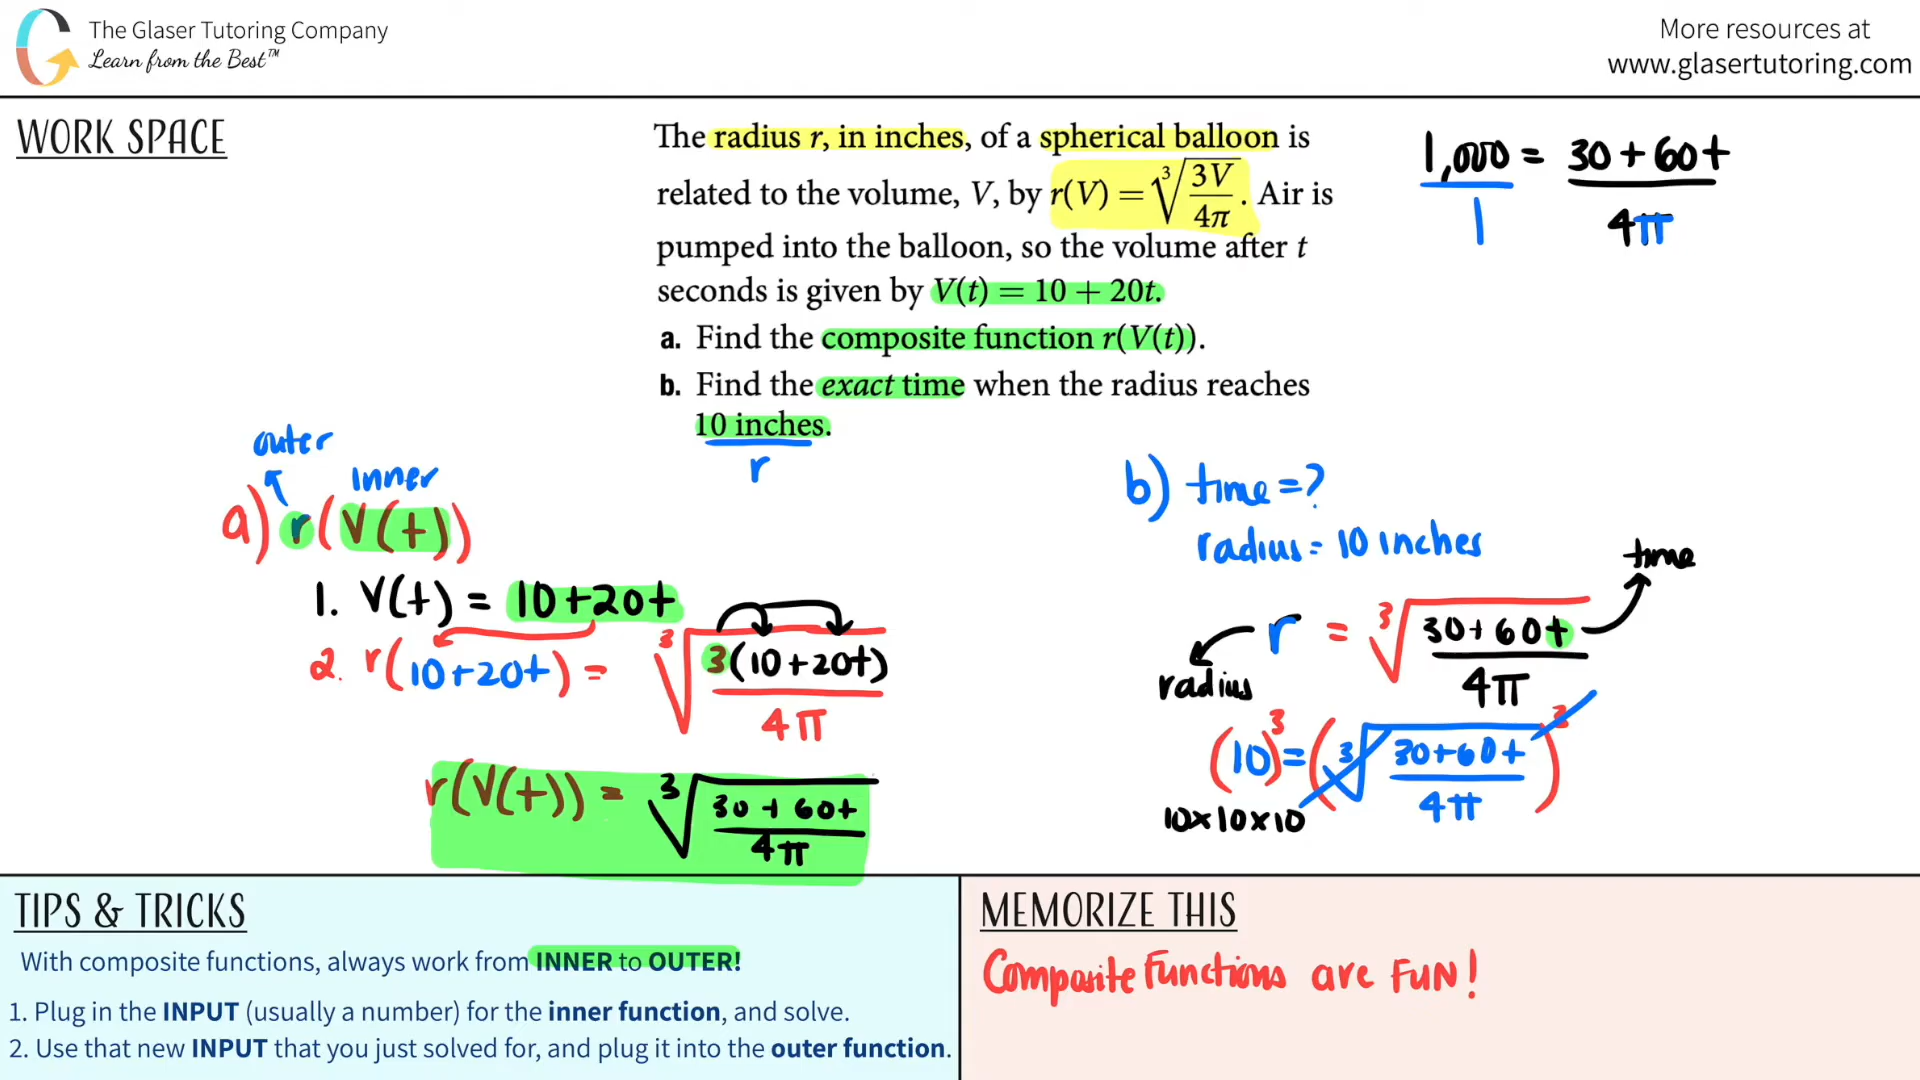 The Glaser Tutoring Company
Learn from the Best™
More resources at
www.glasertutoring.com
WORK SPACE
The radius r, in inches, of a spherical balloon is
related to the volume, V, by r(V) = ∛(3V/4π). Air is
pumped into the balloon, so the volume after t
seconds is given by V(t) = 10 + 20t.
a. Find the composite function r(V(t)).
b. Find the exact time when the radius reaches
10 inches.
r
1,000/1 = (30+60t)/4π
outer
inner
a) r(V(t))
1. V(t) = 10+20t
2. r(10+20t) = ∛(3(10+20t)/4π)
r(V(t)) = ∛((30+60t)/4π)
b) time = ?
radius = 10 inches
time
r = ∛((30+60t)/4π)
radius
(10)³ = (∛((30+60t)/4π))³
10×10×10
TIPS & TRICKS
With composite functions, always work from INNER to OUTER!
1. Plug in the INPUT (usually a number) for the inner function, and solve.
2. Use that new INPUT that you just solved for, and plug it into the outer function.
MEMORIZE THIS
Composite Functions are FUN!